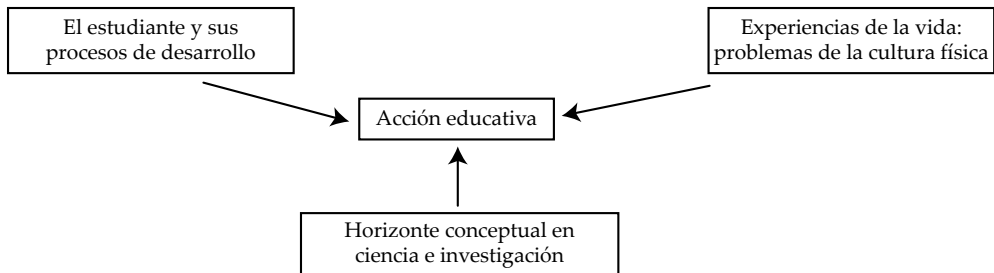 El estudiante y sus
procesos de desarrollo
Experiencias de la vida:
problemas de la cultura física
Acción educativa
Horizonte conceptual en
ciencia e investigación